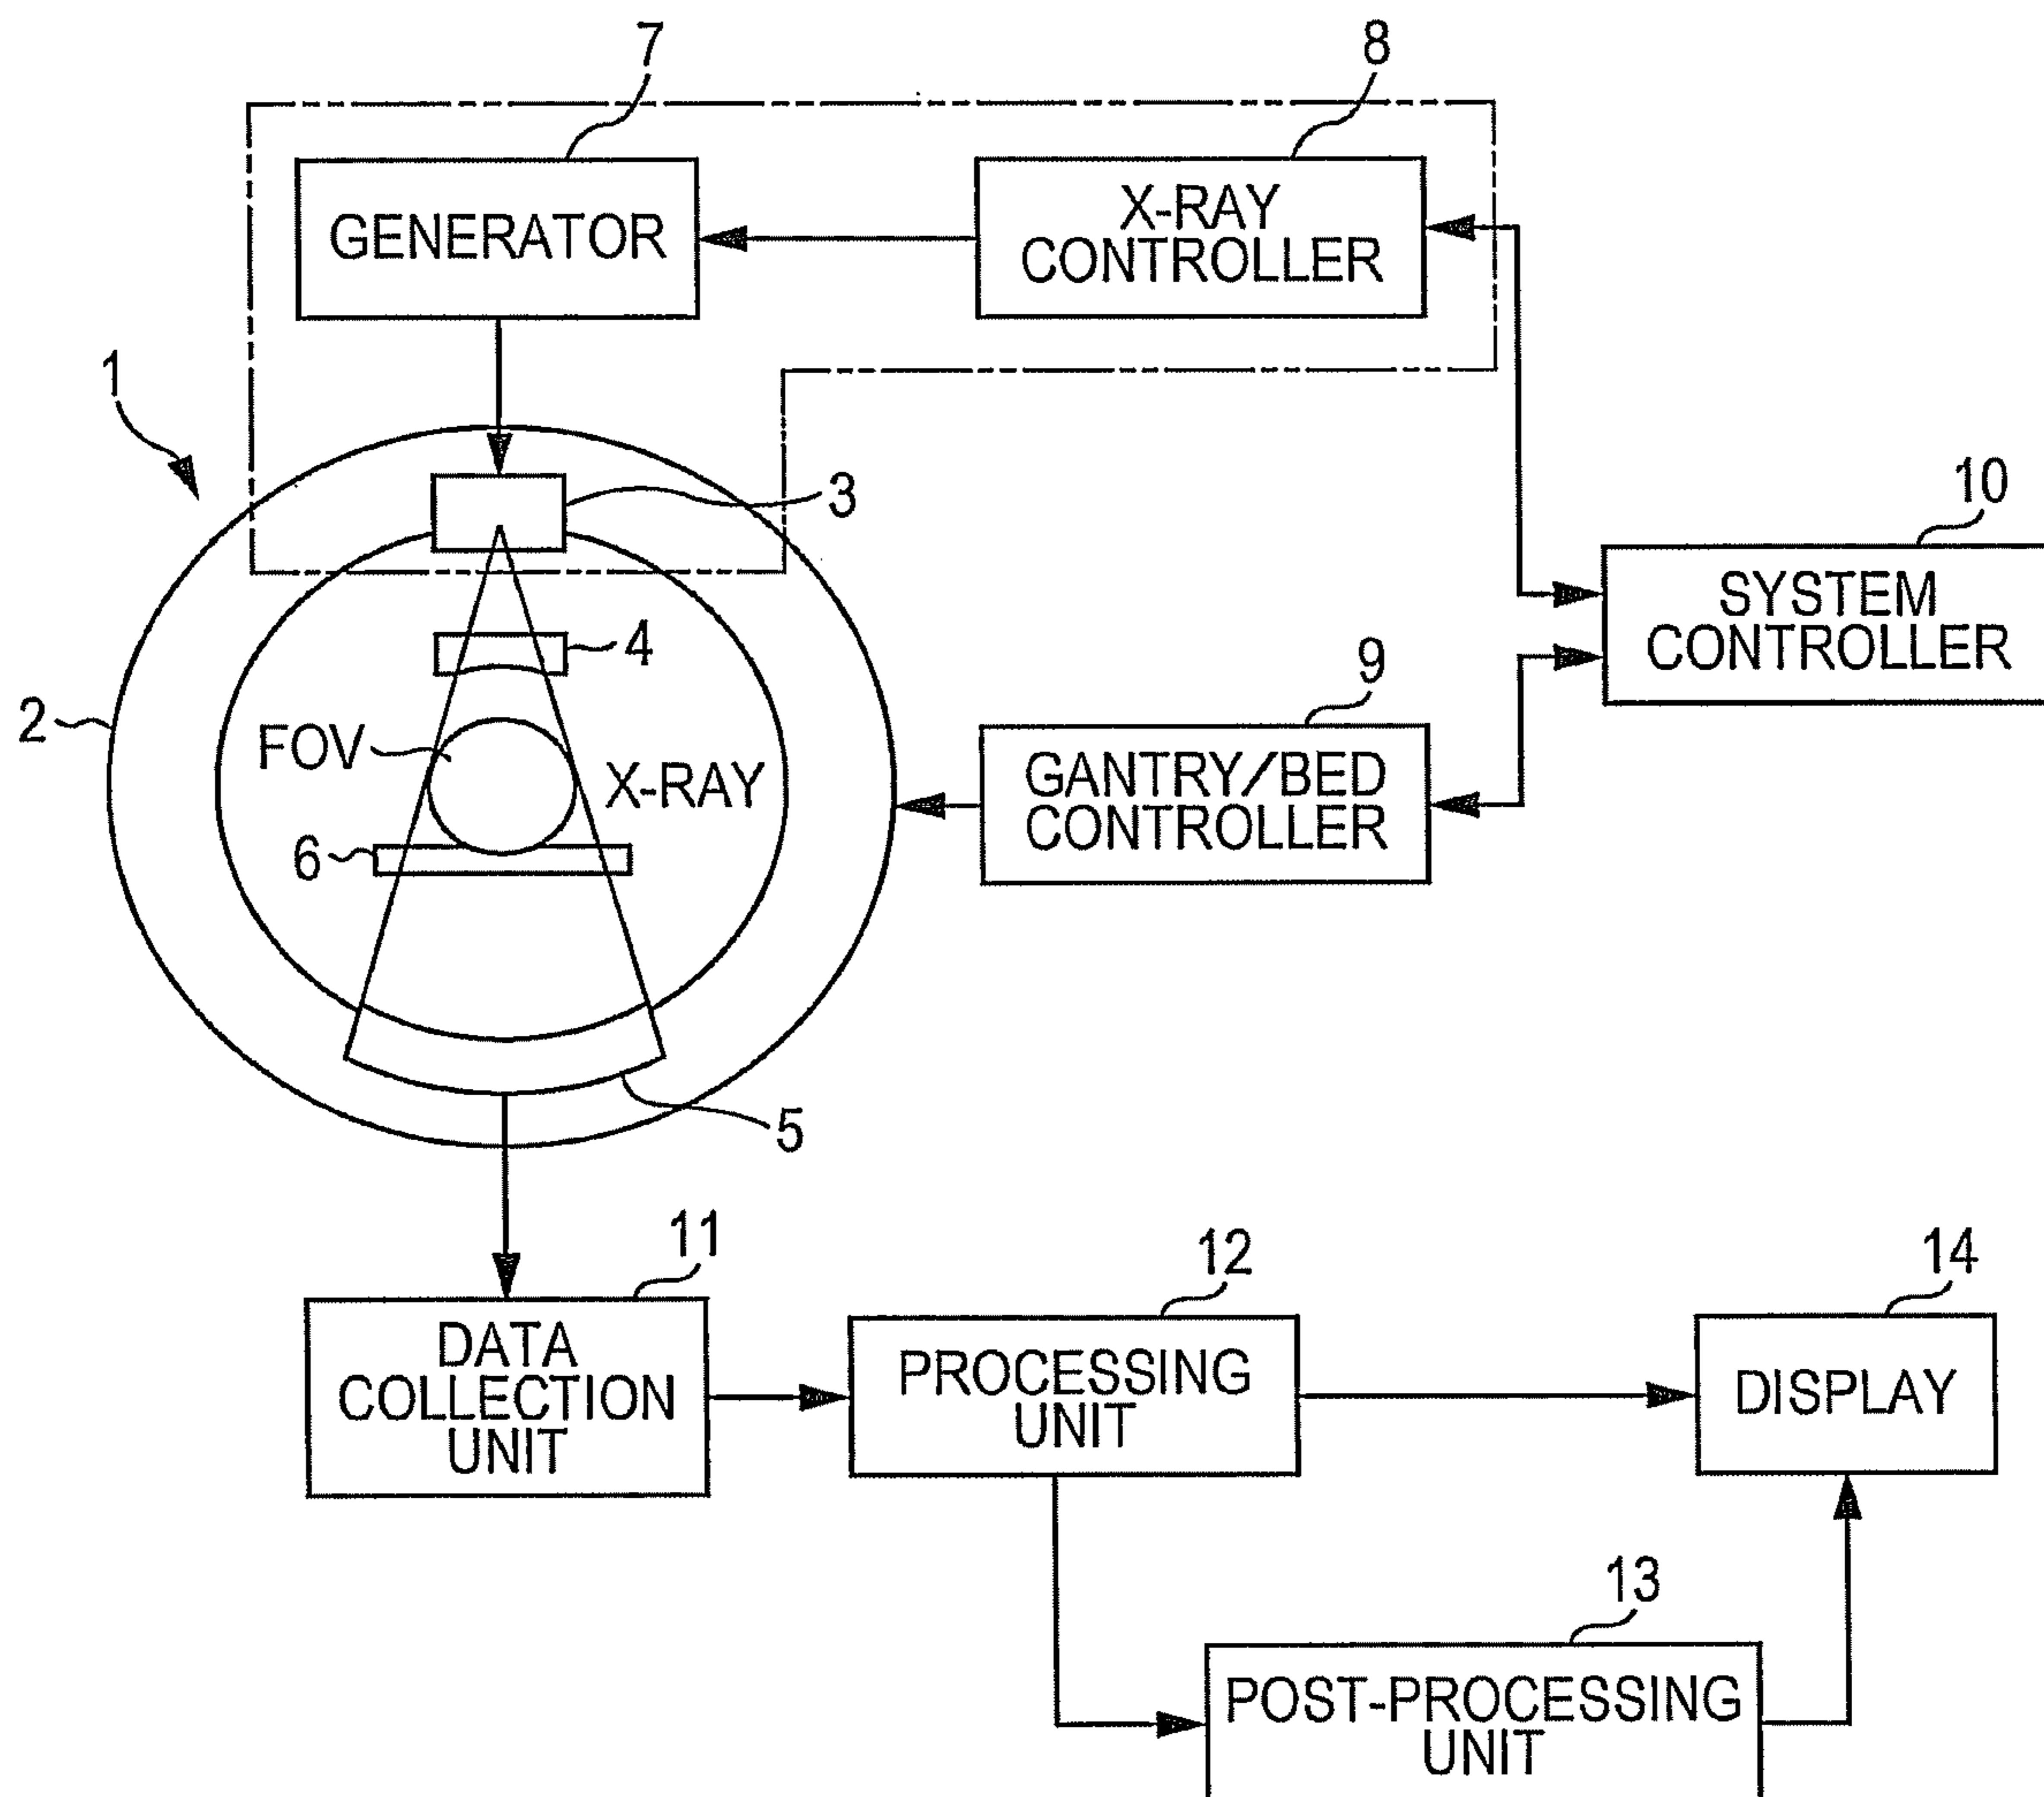 7
8
GENERATOR
X-RAY
CONTROLLER
1
3
10
SYSTEM
CONTROLLER
4
9
2
FOV
X-RAY
GANTRY/BED
CONTROLLER
6
5
11
12
14
DATA
COLLECTION
UNIT
PROCESSING
UNIT
DISPLAY
13
POST-PROCESSING
UNIT